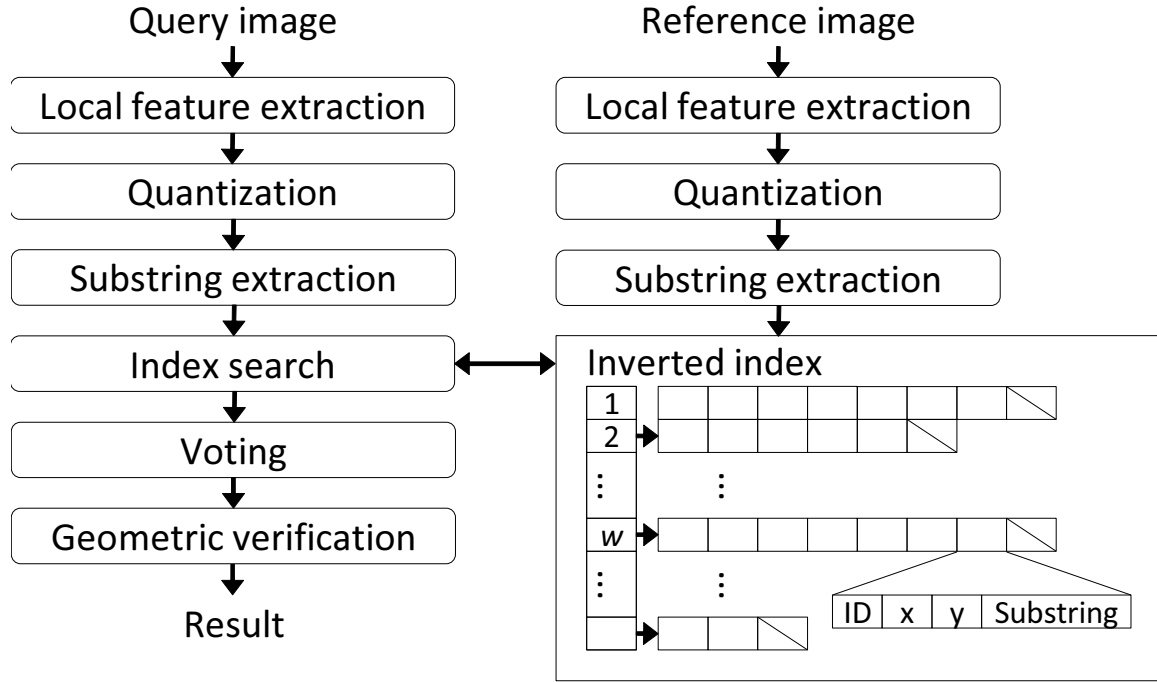 Query image
Local feature extraction
Quantization
Substring extraction
Index search
Voting
Geometric verification
Result
Reference image
Local feature extraction
Quantization
Substring extraction
Inverted index
1
2
⋮ ⋮
w
⋮ ⋮
ID x y Substring